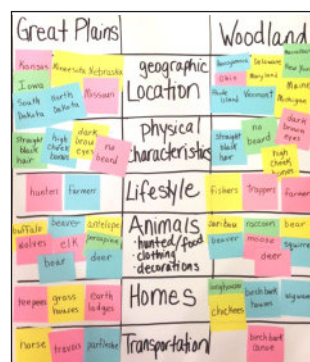 Great Plains
Woodland
geographic
Location
Kansas
Minnesota
Nebraska
Iowa
South
Dakota
North
Dakota
Missouri
Pennsylvania
Delaware
New York
Ohio
Maryland
Rhode
Island
Vermont
Maine
Michigan
physical
characteristics
straight
black
hair
high
cheek
bones
dark
brown
eyes
no
beard
straight
black
hair
no
beard
dark
brown
eyes
high
cheek
bones
Lifestyle
hunters
farmer
fishers
trappers
farmer
Animals
hunted/food
clothing
decorations
buffalo
beaver
antelope
wolves
elk
porcupine
bear
deer
caribou
raccoon
bear
beaver
moose
deer
Homes
teepees
grass
houses
earth
lodges
longhouses
birch bark
houses
chickees
Transportation
horse
travois
birch bark
canoe